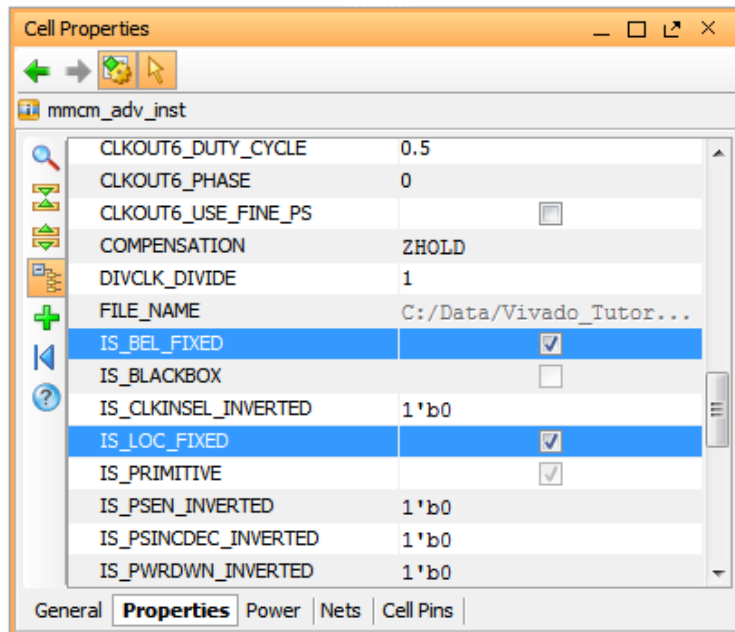 Cell Properties
mmcm_adv_inst
CLKOUT6_DUTY_CYCLE 0.5
CLKOUT6_PHASE 0
CLKOUT6_USE_FINE_PS
COMPENSATION ZHOLD
DIVCLK_DIVIDE 1
FILE_NAME C:/Data/Vivado_Tutor...
IS_BEL_FIXED
IS_BLACKBOX
IS_CLKINSEL_INVERTED 1'b0
IS_LOC_FIXED
IS_PRIMITIVE
IS_PSEN_INVERTED 1'b0
IS_PSINCDEC_INVERTED 1'b0
IS_PWRDWN_INVERTED 1'b0
General Properties Power Nets Cell Pins